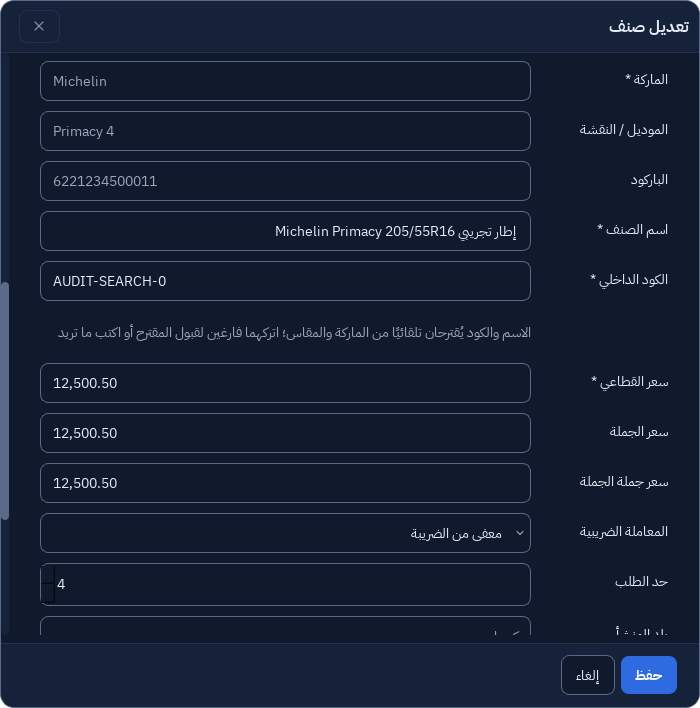 تعديل صنف
الماركة *
Michelin
الموديل / النقشة
Primacy 4
الباركود
6221234500011
اسم الصنف *
إطار تجريبي Michelin Primacy 205/55R16
الكود الداخلي *
AUDIT-SEARCH-0
الاسم والكود يُقترحان تلقائيًا من الماركة والمقاس؛ اتركهما فارغين لقبول المقترح أو اكتب ما تريد
سعر القطاعي *
12,500.50
سعر الجملة
12,500.50
سعر جملة الجملة
12,500.50
المعاملة الضريبية
معفى من الضريبة
حد الطلب
4
بلد المنشأ
حفظ
إلغاء